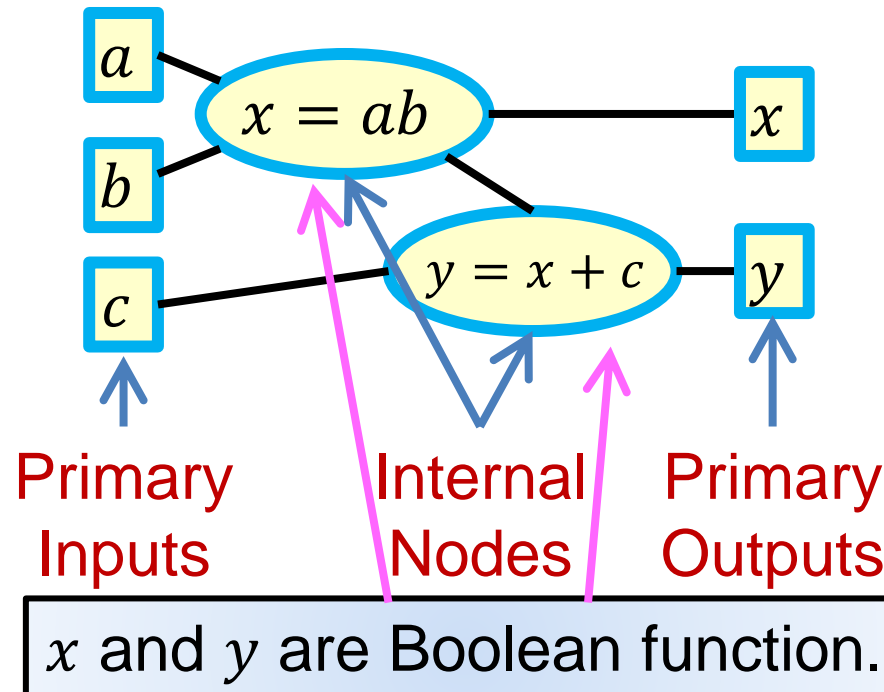 a
x = ab
x
b
y = x + c
y
c
Primary Inputs
Internal Nodes
Primary Outputs
x and y are Boolean function.